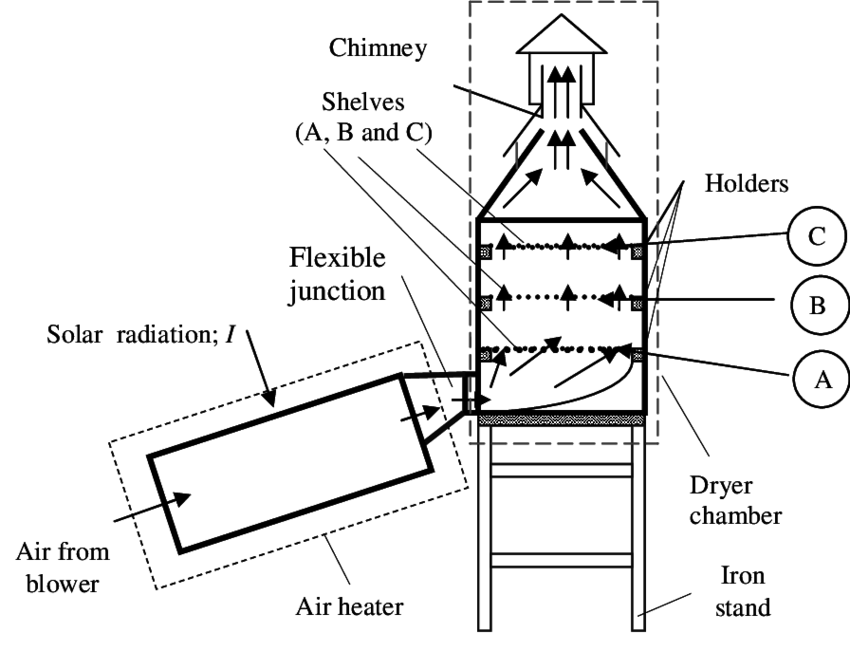 Chimney
Shelves
(A, B and C)
Holders
C
Flexible
junction
B
Solar radiation; I
A
Dryer
chamber
Air from
blower
Air heater
Iron
stand